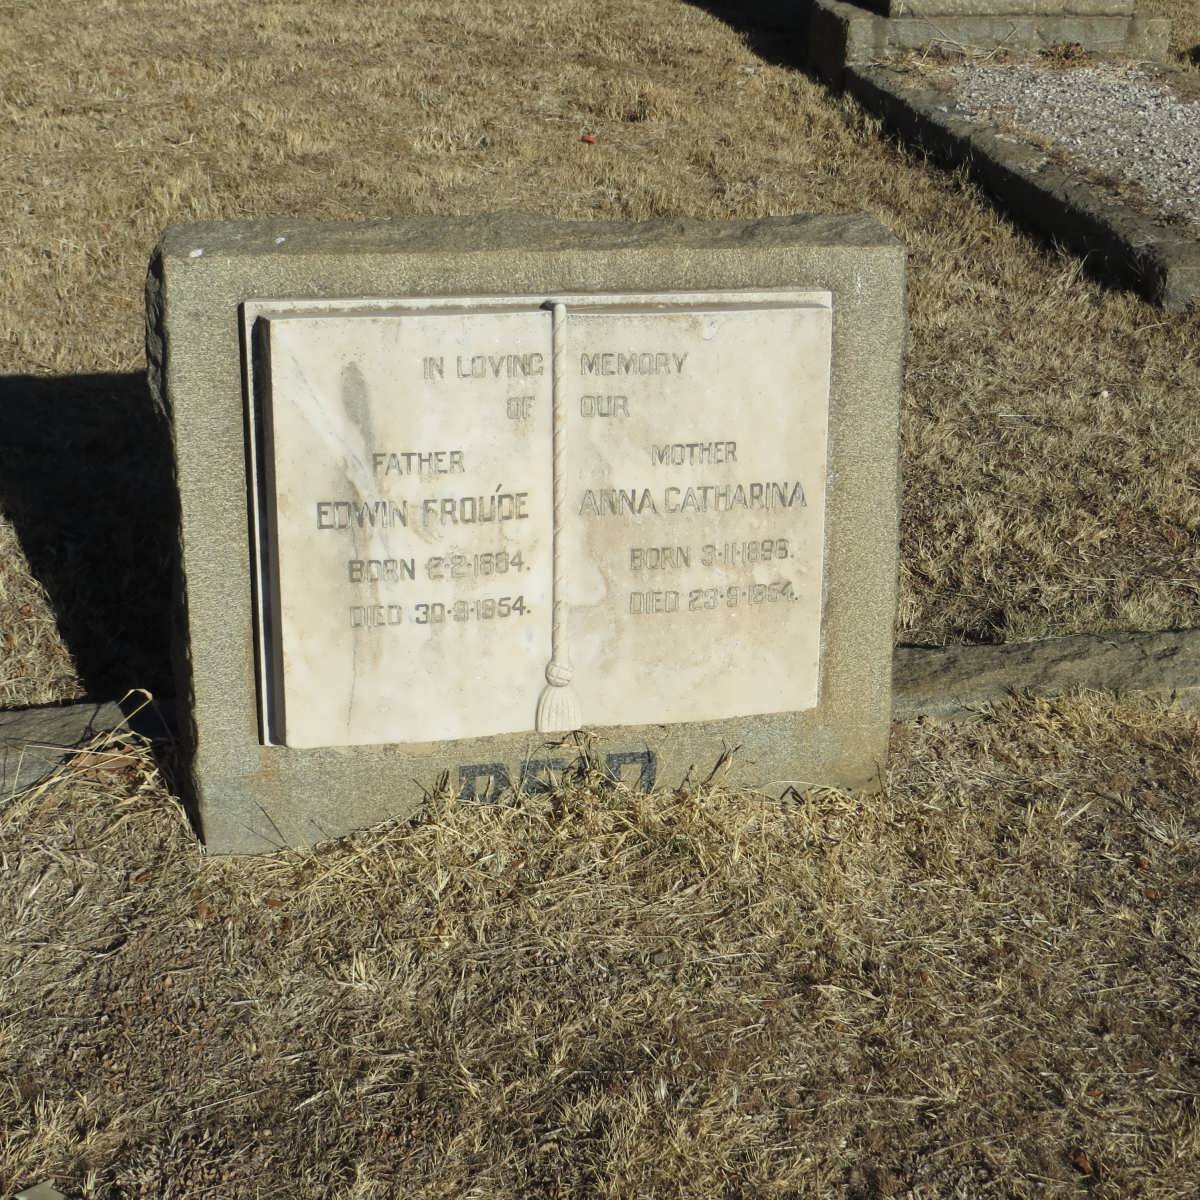 IN LOVING MEMORY
OF OUR
FATHER
EDWIN FROUDE
BORN 2·2·1884.
DIED 30·9·1954.
MOTHER
ANNA CATHARINA
BORN 3·11·1896.
DIED 23·9·1954.